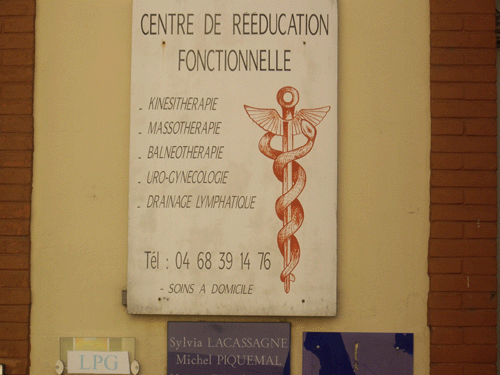 CENTRE DE RÉÉDUCATION
FONCTIONNELLE
- KINESITHERAPIE
- MASSOTHERAPIE
- BALNEOTHERAPIE
- URO-GYNECOLOGIE
- DRAINAGE LYMPHATIQUE
Tél : 04 68 39 14 76
- SOINS A DOMICILE
LPG
Sylvia LACASSAGNE
Michel PIQUEMAL